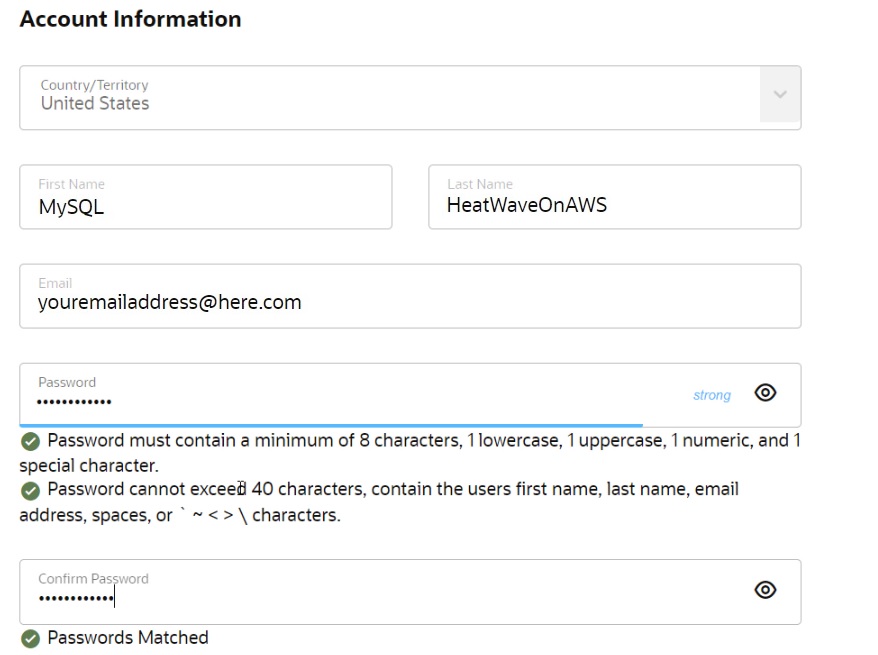 Account Information
Country/Territory
United States
First Name
MySQL
Last Name
HeatWaveOnAWS
Email
youremailaddress@here.com
Password
••••••••••••
strong
Password must contain a minimum of 8 characters, 1 lowercase, 1 uppercase, 1 numeric, and 1
special character.
Password cannot exceed 40 characters, contain the users first name, last name, email
address, spaces, or ` ~ < > \ characters.
Confirm Password
••••••••••••
Passwords Matched